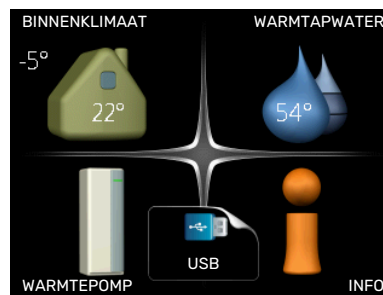 BINNENKLIMAAT
WARMTAPWATER
-5°
22°
54°
USB
WARMTEPOMP
INFO